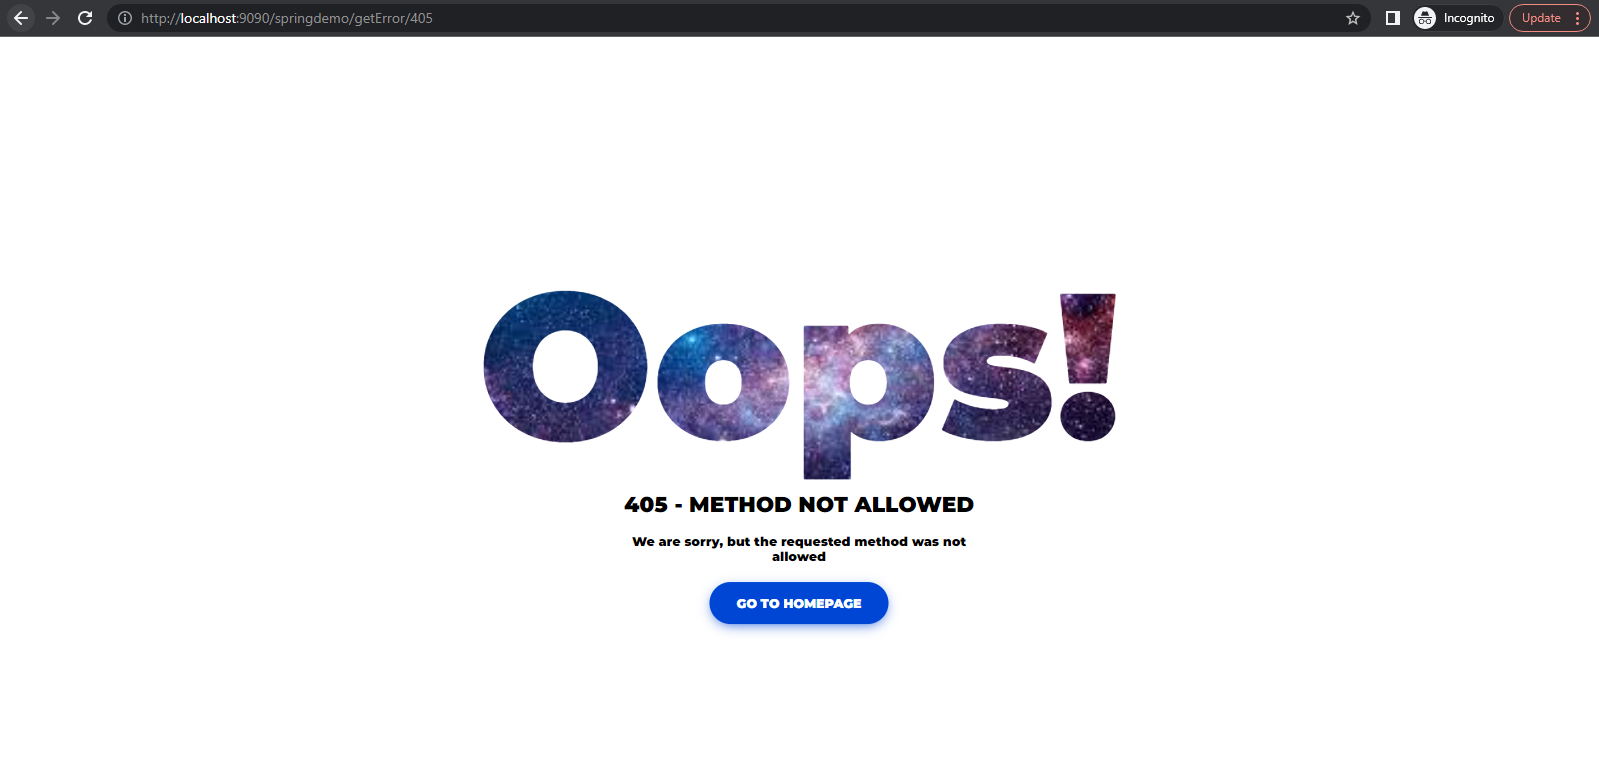 http://localhost:9090/springdemo/getError/405
Incognito
Update
Oops!
405 - METHOD NOT ALLOWED
We are sorry, but the requested method was not
allowed
GO TO HOMEPAGE